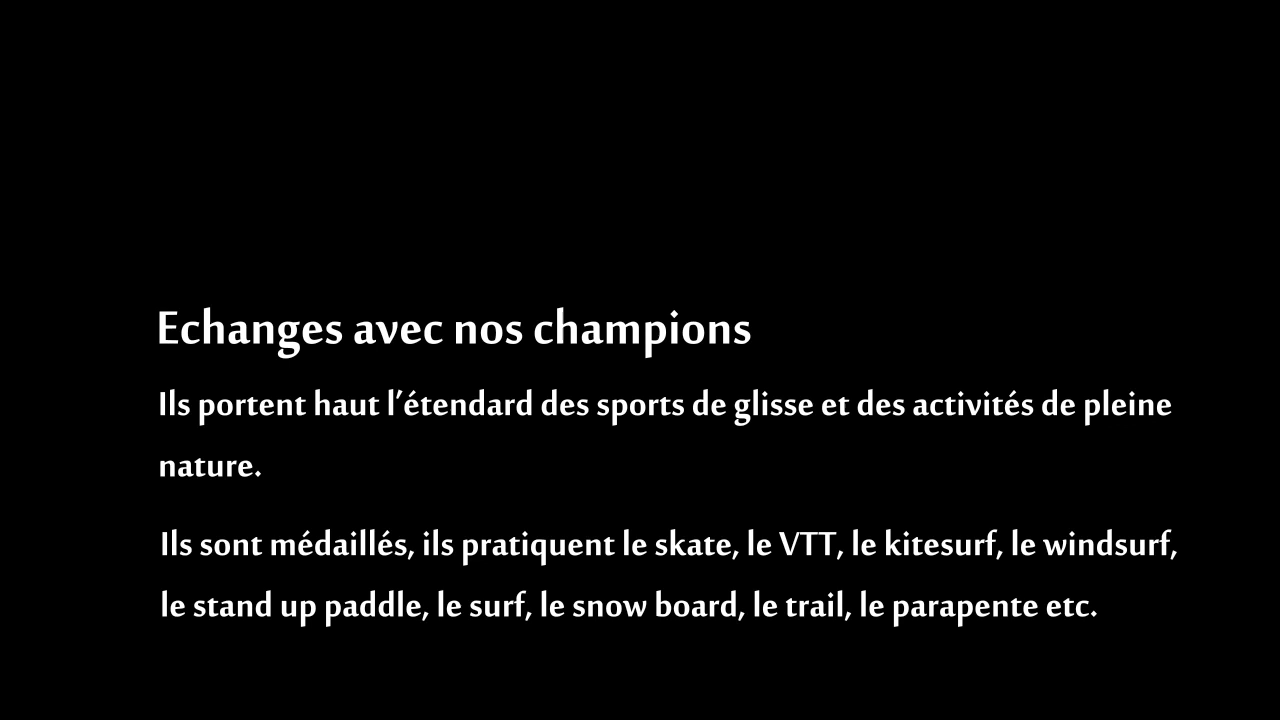 Echanges avec nos champions
Ils portent haut l’étendard des sports de glisse et des activités de pleine
nature.
Ils sont médaillés, ils pratiquent le skate, le VTT, le kitesurf, le windsurf,
le stand up paddle, le surf, le snow board, le trail, le parapente etc.